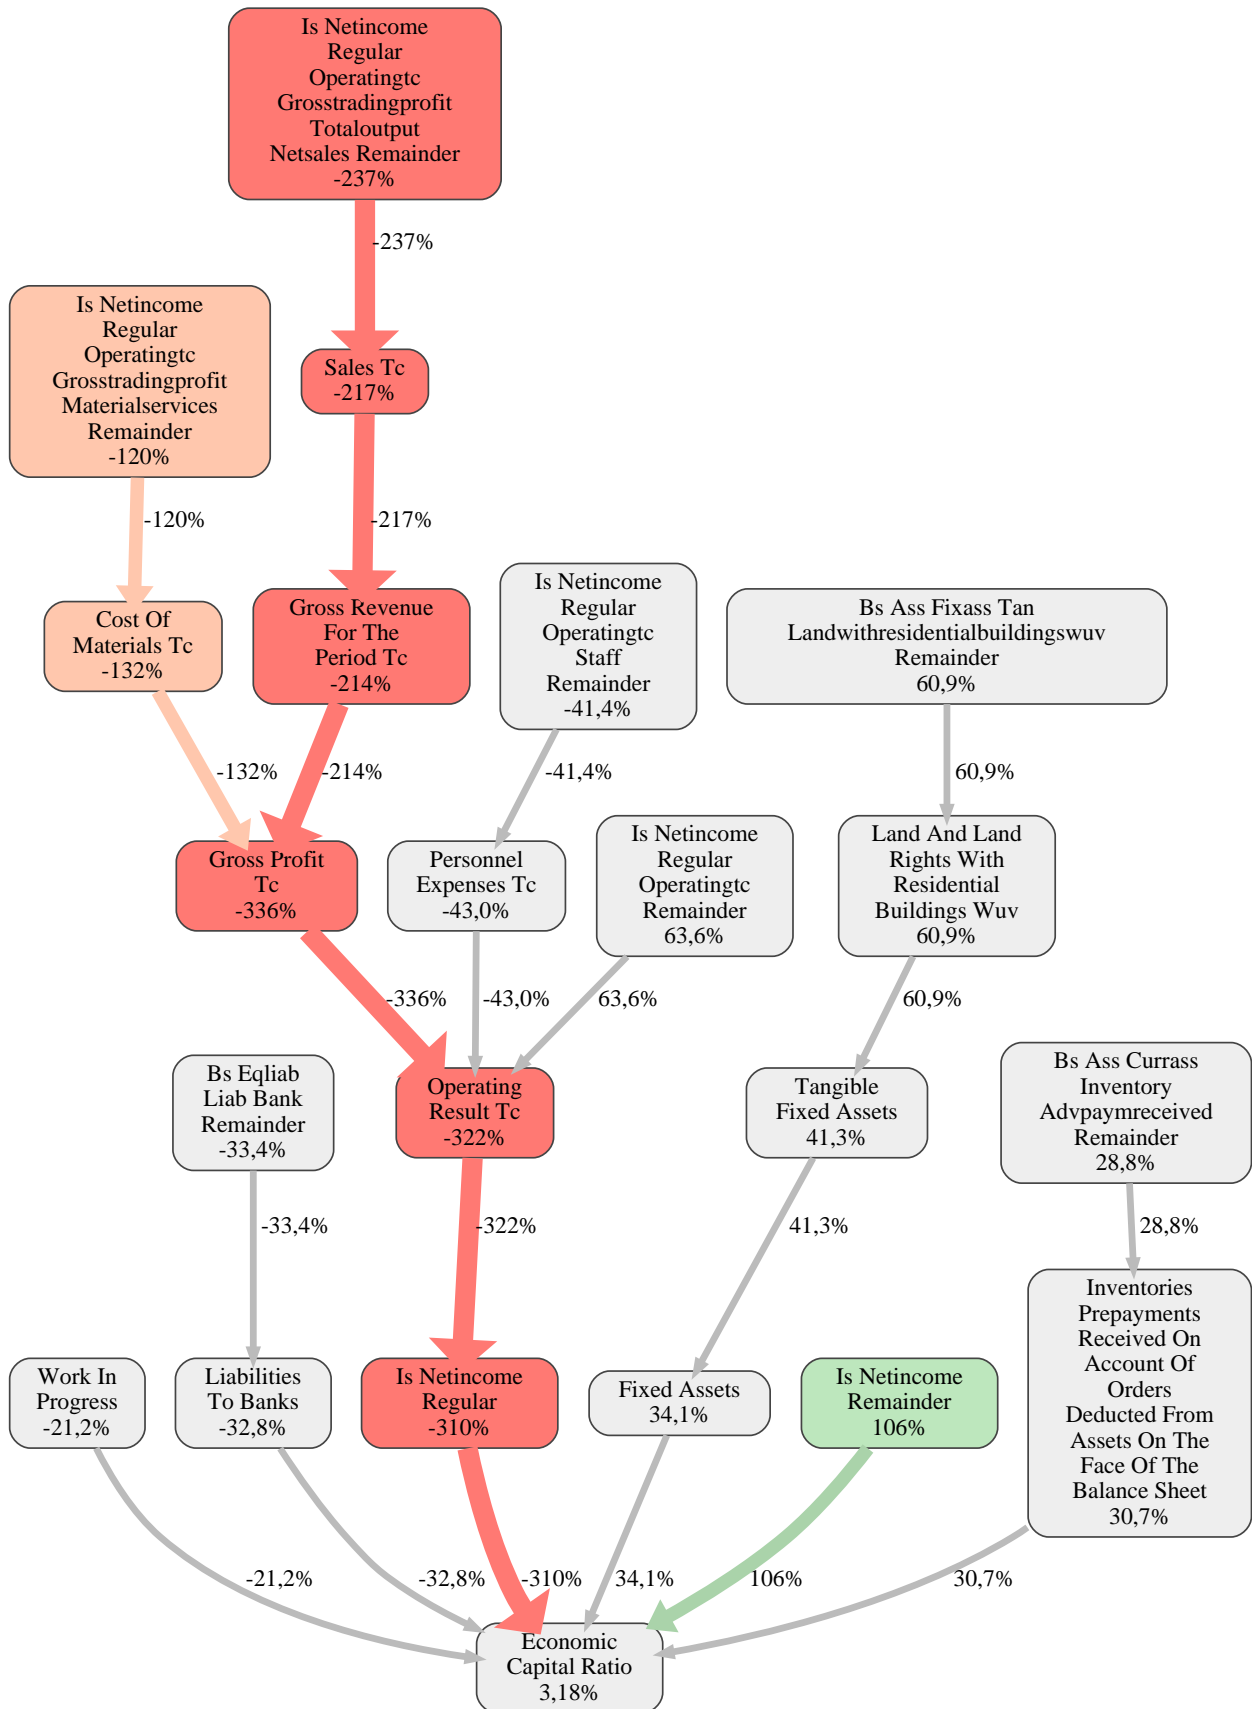 Is Netincome
Regular
Operatingtc
Grosstradingprofit
Totaloutput
Netsales Remainder
-237%
-237%
Is Netincome
Regular
Operatingtc
Grosstradingprofit
Materialservices
Remainder
-120%
Sales Tc
-217%
-120%
-217%
Cost Of
Materials Tc
-132%
Gross Revenue
For The
Period Tc
-214%
Is Netincome
Regular
Operatingtc
Staff
Remainder
-41,4%
Bs Ass Fixass Tan
Landwithresidentialbuildingswuv
Remainder
60,9%
-132%
-214%
-41,4%
60,9%
Gross Profit
Tc
-336%
Personnel
Expenses Tc
-43,0%
Is Netincome
Regular
Operatingtc
Remainder
63,6%
Land And Land
Rights With
Residential
Buildings Wuv
60,9%
-336%
-43,0%
63,6%
60,9%
Bs Eqliab
Liab Bank
Remainder
-33,4%
Operating
Result Tc
-322%
Tangible
Fixed Assets
41,3%
Bs Ass Currass
Inventory
Advpaymreceived
Remainder
28,8%
-33,4%
-322%
41,3%
28,8%
Work In
Progress
-21,2%
Liabilities
To Banks
-32,8%
Is Netincome
Regular
-310%
Fixed Assets
34,1%
Is Netincome
Remainder
106%
Inventories
Prepayments
Received On
Account Of
Orders
Deducted From
Assets On The
Face Of The
Balance Sheet
30,7%
-21,2%
-32,8%
-310%
34,1%
106%
30,7%
Economic
Capital Ratio
3,18%